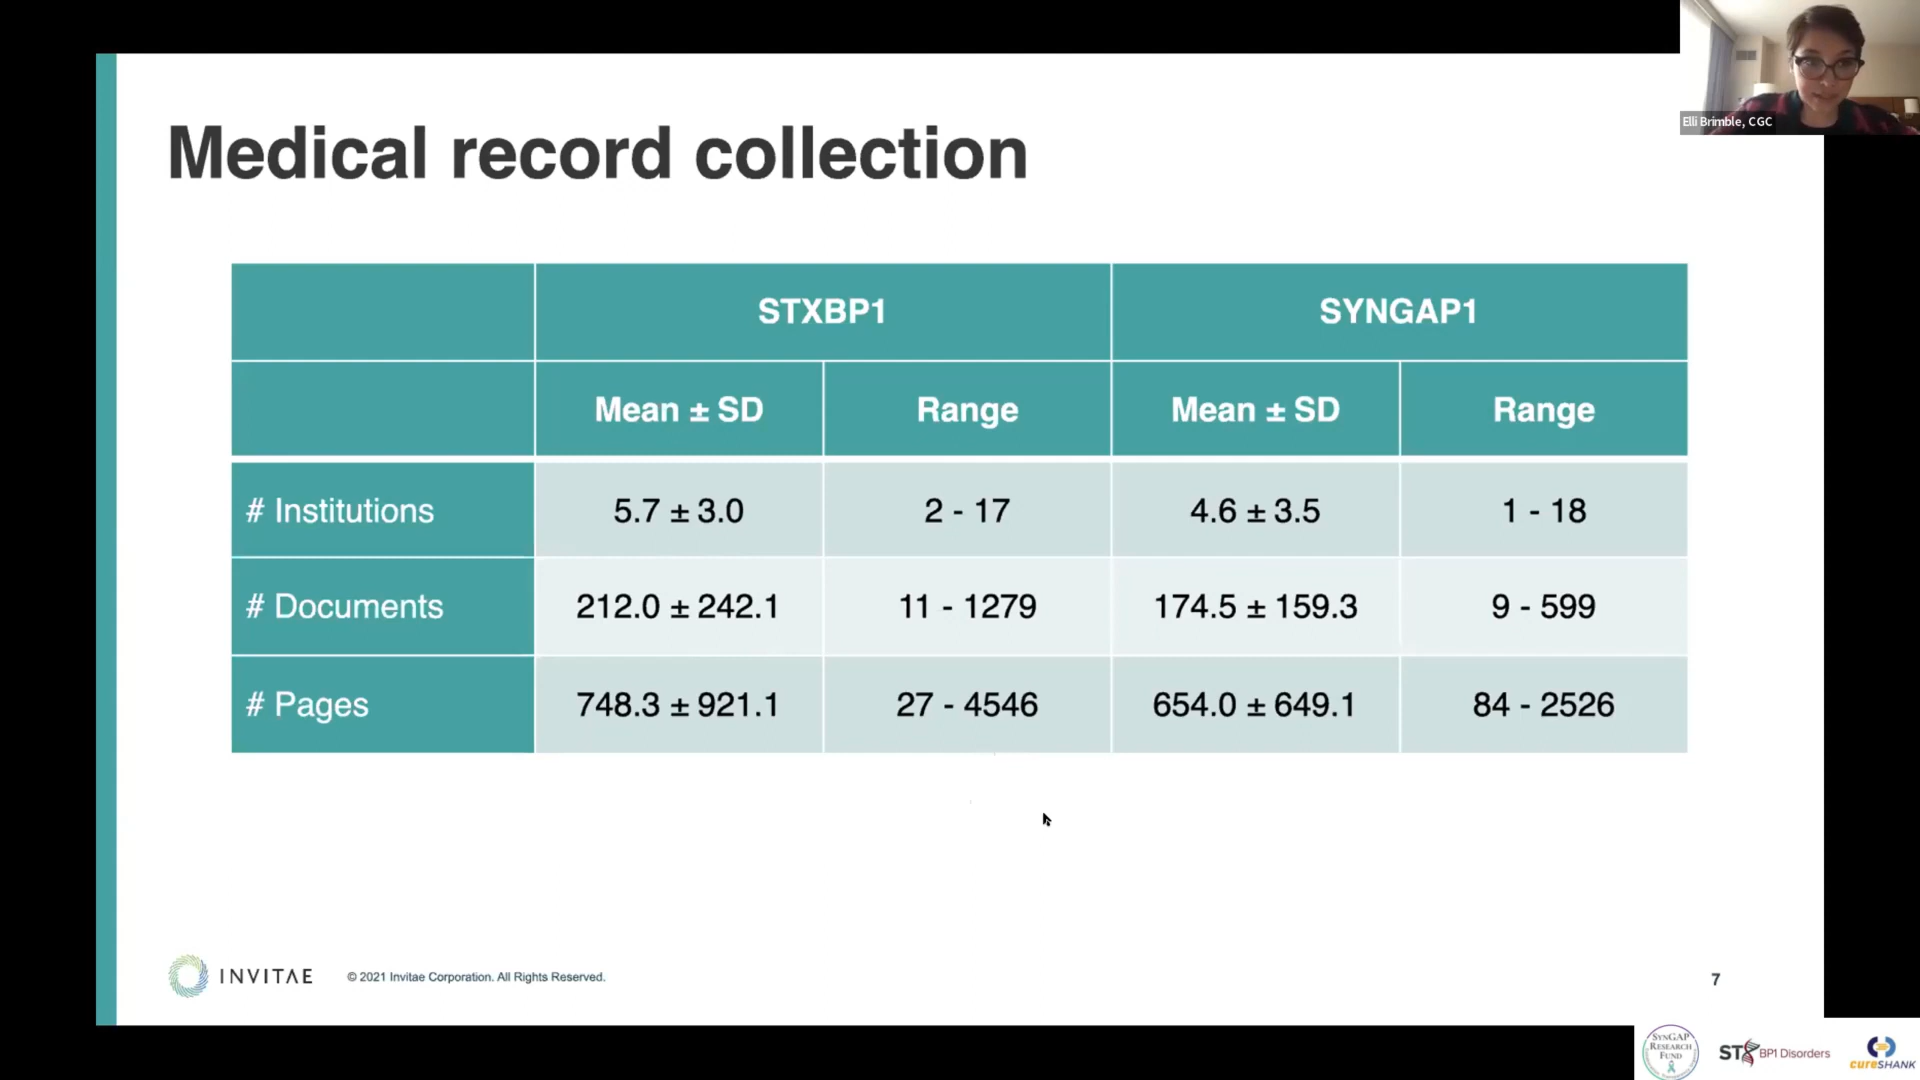 Elli Brimble, CGC
Medical record collection
STXBP1 SYNGAP1
Mean ± SD Range Mean ± SD Range
# Institutions 5.7 ± 3.0 2 - 17 4.6 ± 3.5 1 - 18
# Documents 212.0 ± 242.1 11 - 1279 174.5 ± 159.3 9 - 599
# Pages 748.3 ± 921.1 27 - 4546 654.0 ± 649.1 84 - 2526
INVITAE © 2021 Invitae Corporation. All Rights Reserved. 7
SYNGAP
RESEARCH
FUND
STXBP1 Disorders
cureSHANK